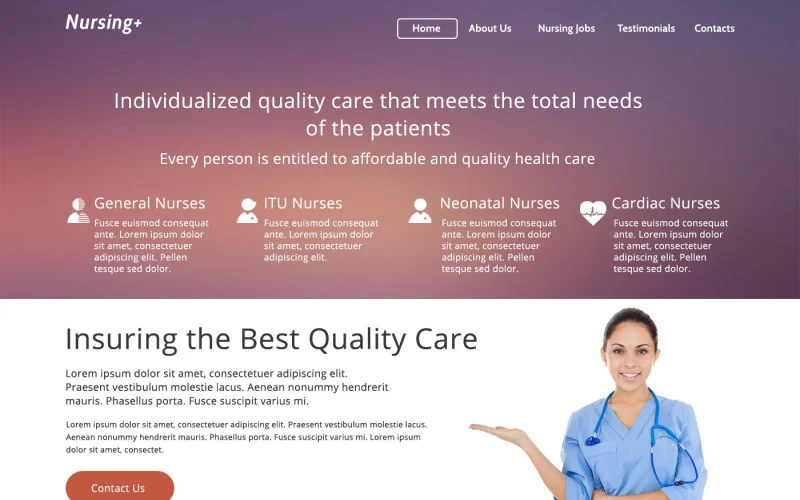 Nursing+
Home
About Us
Nursing Jobs
Testimonials
Contacts
Individualized quality care that meets the total needs
of the patients
Every person is entitled to affordable and quality health care
General Nurses
Fusce euismod consequat
ante. Lorem ipsum dolor
sit amet, consectetuer
adipiscing elit. Pellen
tesque sed dolor.
ITU Nurses
Fusce euismod consequat
ante. Lorem ipsum dolor
sit amet, consectetuer
adipiscing elit.
Neonatal Nurses
Fusce euismod consequat
ante. Lorem ipsum dolor
sit amet, consectetuer
adipiscing elit. Pellen
tesque sed dolor.
Cardiac Nurses
Fusce euismod consequat
ante. Lorem ipsum dolor
sit amet, consectetuer
adipiscing elit. Pellen
tesque sed dolor.
Insuring the Best Quality Care
Lorem ipsum dolor sit amet, consectetuer adipiscing elit.
Praesent vestibulum molestie lacus. Aenean nonummy hendrerit
mauris. Phasellus porta. Fusce suscipit varius mi.
Lorem ipsum dolor sit amet, consectetuer adipiscing elit. Praesent vestibulum molestie lacus.
Aenean nonummy hendrerit mauris. Phasellus porta. Fusce suscipit varius mi. Lorem ipsum
dolor sit amet, consectet.
Contact Us